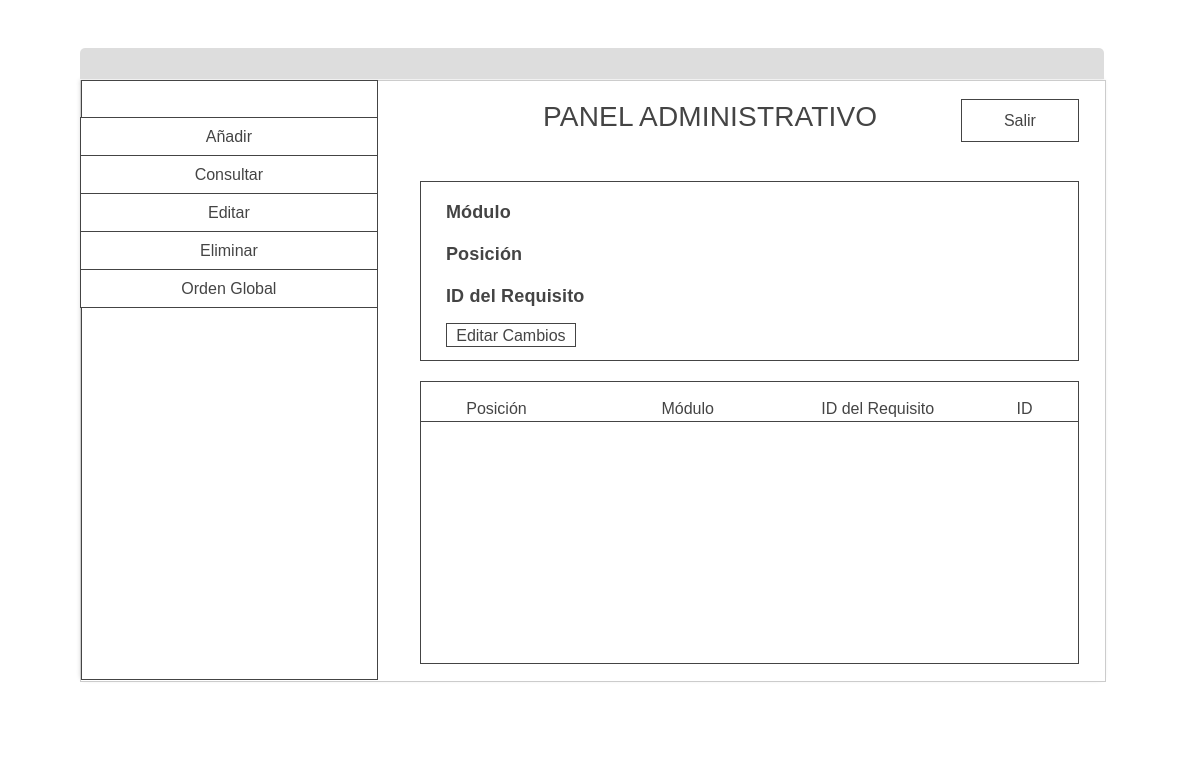 PANEL ADMINISTRATIVO
Salir
Añadir
Consultar
Editar
Eliminar
Orden Global
Módulo
Posición
ID del Requisito
Editar Cambios
Posición Módulo ID del Requisito ID